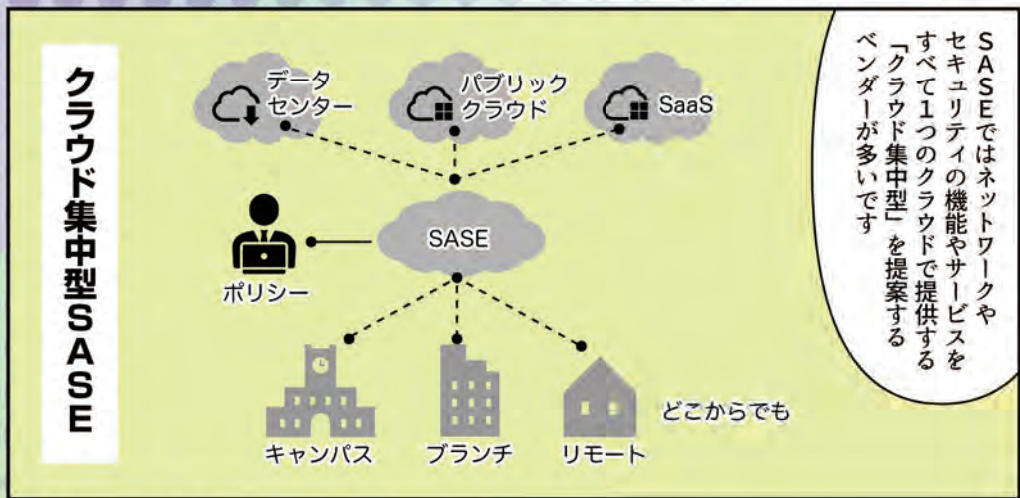 SASEではネットワークや
セキュリティの機能やサービスを
すべて1つのクラウドで提供する
「クラウド集中型」を提案する
ベンダーが多いです
データ
センター
パブリック
クラウド
SaaS
SASE
ポリシー
キャンパス
ブランチ
リモート
どこからでも
クラウド集中型SASE